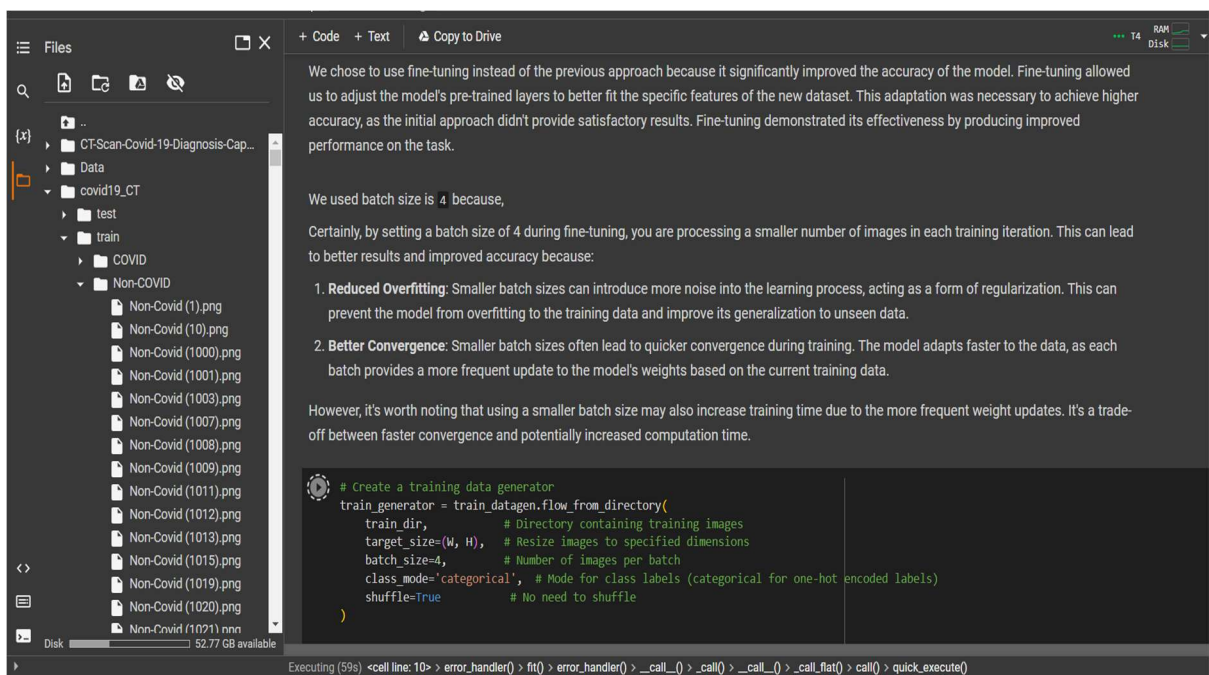 Files
+ Code + Text Copy to Drive
T4 RAM
Disk
..
{x}
CT-Scan-Covid-19-Diagnosis-Cap...
Data
covid19_CT
test
train
COVID
Non-COVID
Non-Covid (1).png
Non-Covid (10).png
Non-Covid (1000).png
Non-Covid (1001).png
Non-Covid (1003).png
Non-Covid (1007).png
Non-Covid (1008).png
Non-Covid (1009).png
Non-Covid (1011).png
Non-Covid (1012).png
Non-Covid (1013).png
Non-Covid (1015).png
Non-Covid (1019).png
Non-Covid (1020).png
Non-Covid (1021).png
Disk 52.77 GB available
We chose to use fine-tuning instead of the previous approach because it significantly improved the accuracy of the model. Fine-tuning allowed
us to adjust the model's pre-trained layers to better fit the specific features of the new dataset. This adaptation was necessary to achieve higher
accuracy, as the initial approach didn't provide satisfactory results. Fine-tuning demonstrated its effectiveness by producing improved
performance on the task.
We used batch size is 4 because,
Certainly, by setting a batch size of 4 during fine-tuning, you are processing a smaller number of images in each training iteration. This can lead
to better results and improved accuracy because:
1. Reduced Overfitting: Smaller batch sizes can introduce more noise into the learning process, acting as a form of regularization. This can
prevent the model from overfitting to the training data and improve its generalization to unseen data.
2. Better Convergence: Smaller batch sizes often lead to quicker convergence during training. The model adapts faster to the data, as each
batch provides a more frequent update to the model's weights based on the current training data.
However, it's worth noting that using a smaller batch size may also increase training time due to the more frequent weight updates. It's a trade-
off between faster convergence and potentially increased computation time.
# Create a training data generator
train_generator = train_datagen.flow_from_directory(
train_dir, # Directory containing training images
target_size=(W, H), # Resize images to specified dimensions
batch_size=4, # Number of images per batch
class_mode='categorical', # Mode for class labels (categorical for one-hot encoded labels)
shuffle=True # No need to shuffle
)
Executing (59s) <cell line: 10> > error_handler() > fit() > error_handler() > __call__() > _call() > __call__() > _call_flat() > call() > quick_execute()